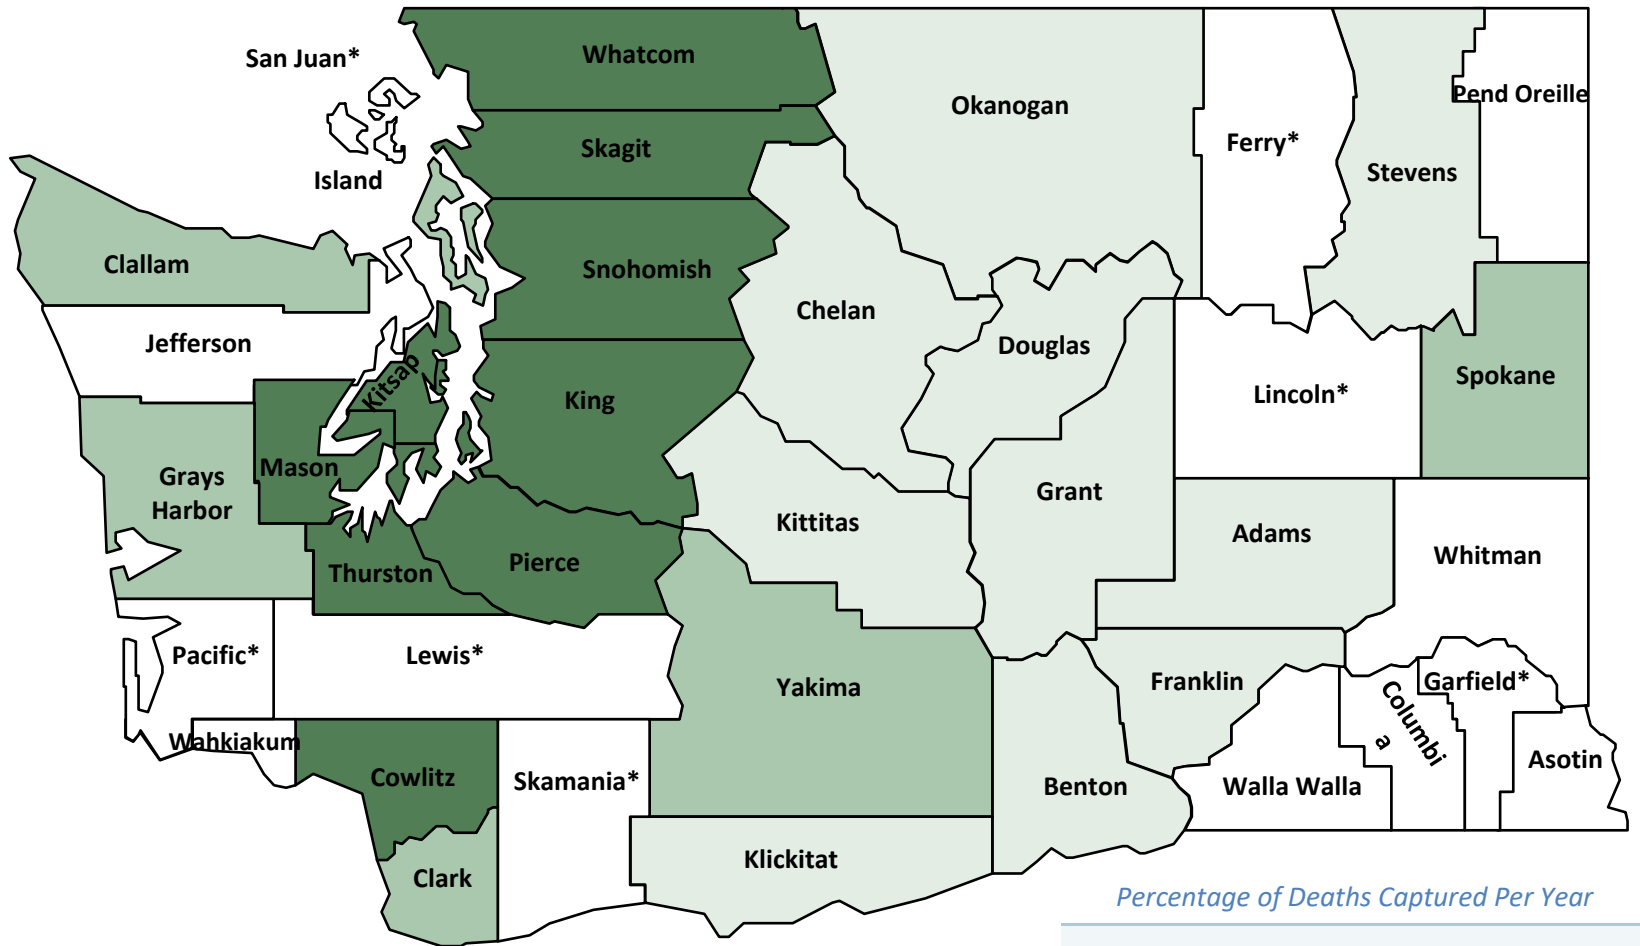 San Juan*
Whatcom
Okanogan
Pend Oreille
Ferry*
Skagit
Stevens
Island
Clallam
Snohomish
Chelan
Jefferson
Douglas
Kitsap
Spokane
King
Lincoln*
Mason
Grays
Harbor
Grant
Kittitas
Adams
Whitman
Pierce
Thurston
Pacific*
Lewis*
Yakima
Franklin
Garfield*
Columbi
a
Wahkiakum
Cowlitz
Skamania*
Benton
Walla Walla
Asotin
Klickitat
Clark
Percentage of Deaths Captured Per Year